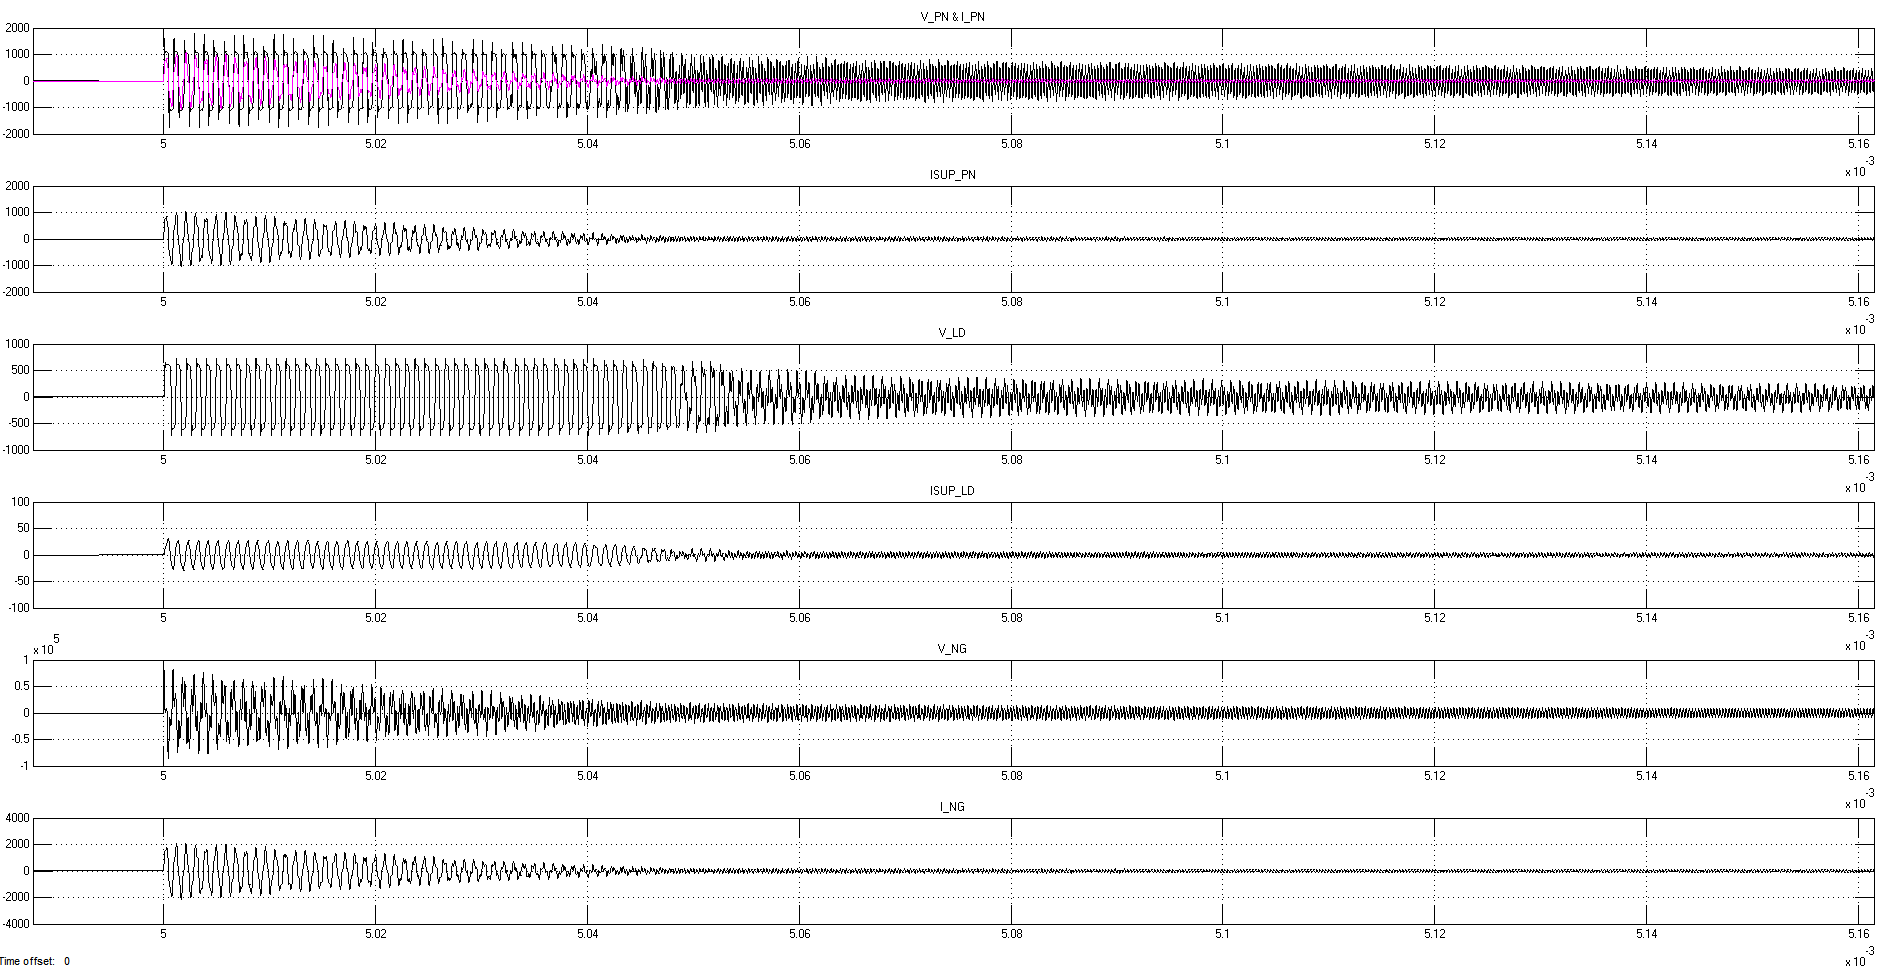 V_PN & I_PN
2000
1000
0
-1000
-2000
5 5.02 5.04 5.06 5.08 5.1 5.12 5.14 5.16
x 10 -3
ISUP_PN
2000
1000
0
-1000
-2000
5 5.02 5.04 5.06 5.08 5.1 5.12 5.14 5.16
x 10 -3
V_LD
1000
500
0
-500
-1000
5 5.02 5.04 5.06 5.08 5.1 5.12 5.14 5.16
x 10 -3
ISUP_LD
100
50
0
-50
-100
5 5.02 5.04 5.06 5.08 5.1 5.12 5.14 5.16
x 10 -3
x 10 5
V_NG
1
0.5
0
-0.5
-1
5 5.02 5.04 5.06 5.08 5.1 5.12 5.14 5.16
x 10 -3
I_NG
4000
2000
0
-2000
-4000
5 5.02 5.04 5.06 5.08 5.1 5.12 5.14 5.16
x 10 -3
Time offset: 0